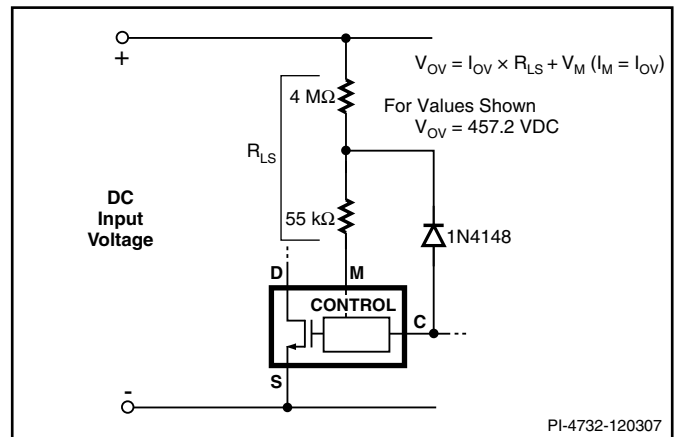 +
V_OV = I_OV × R_LS + V_M (I_M = I_OV)
4 MΩ
For Values Shown
V_OV = 457.2 VDC
R_LS
DC
Input
Voltage
55 kΩ
1N4148
D
M
CONTROL
C
S
-
PI-4732-120307